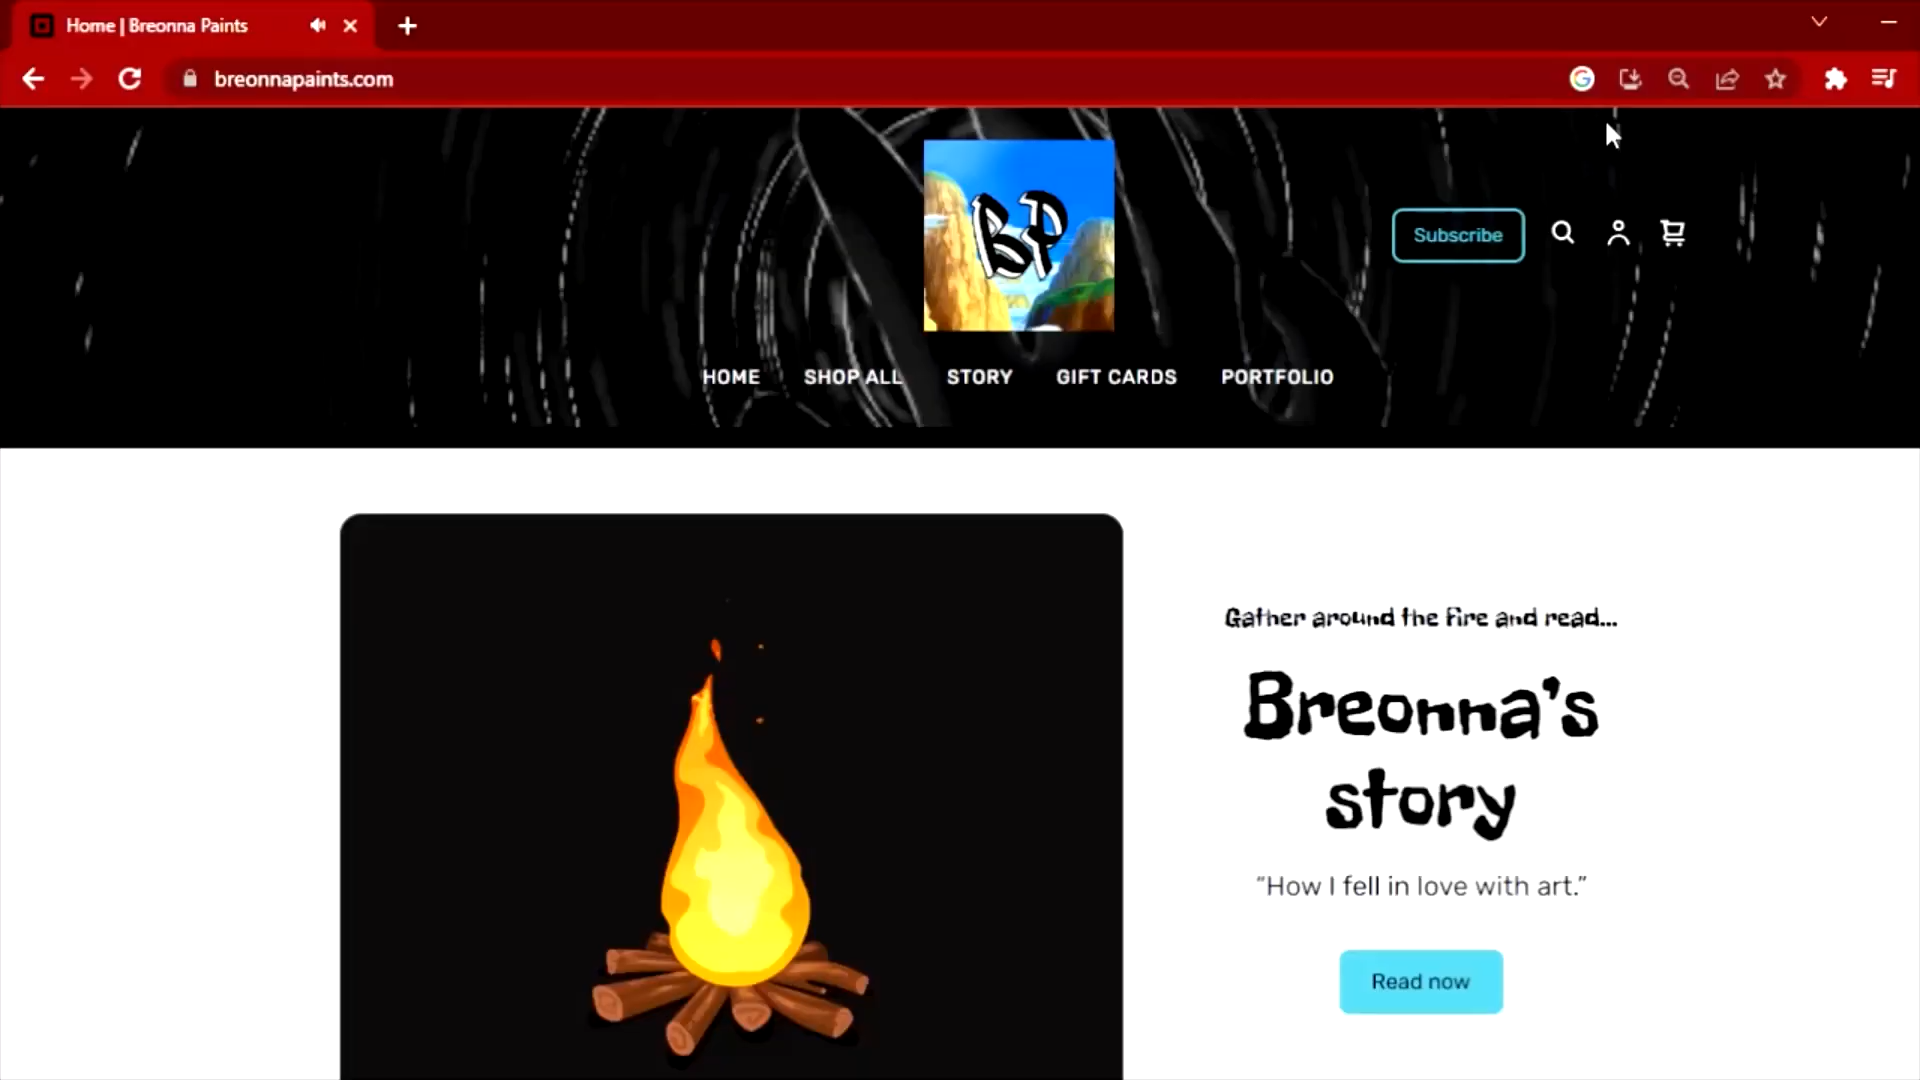 Home | Breonna Paints
breonnapaints.com
BP
Subscribe
HOME SHOP ALL STORY GIFT CARDS PORTFOLIO
Gather around the fire and read...
Breonna's
story
“How I fell in love with art.”
Read now